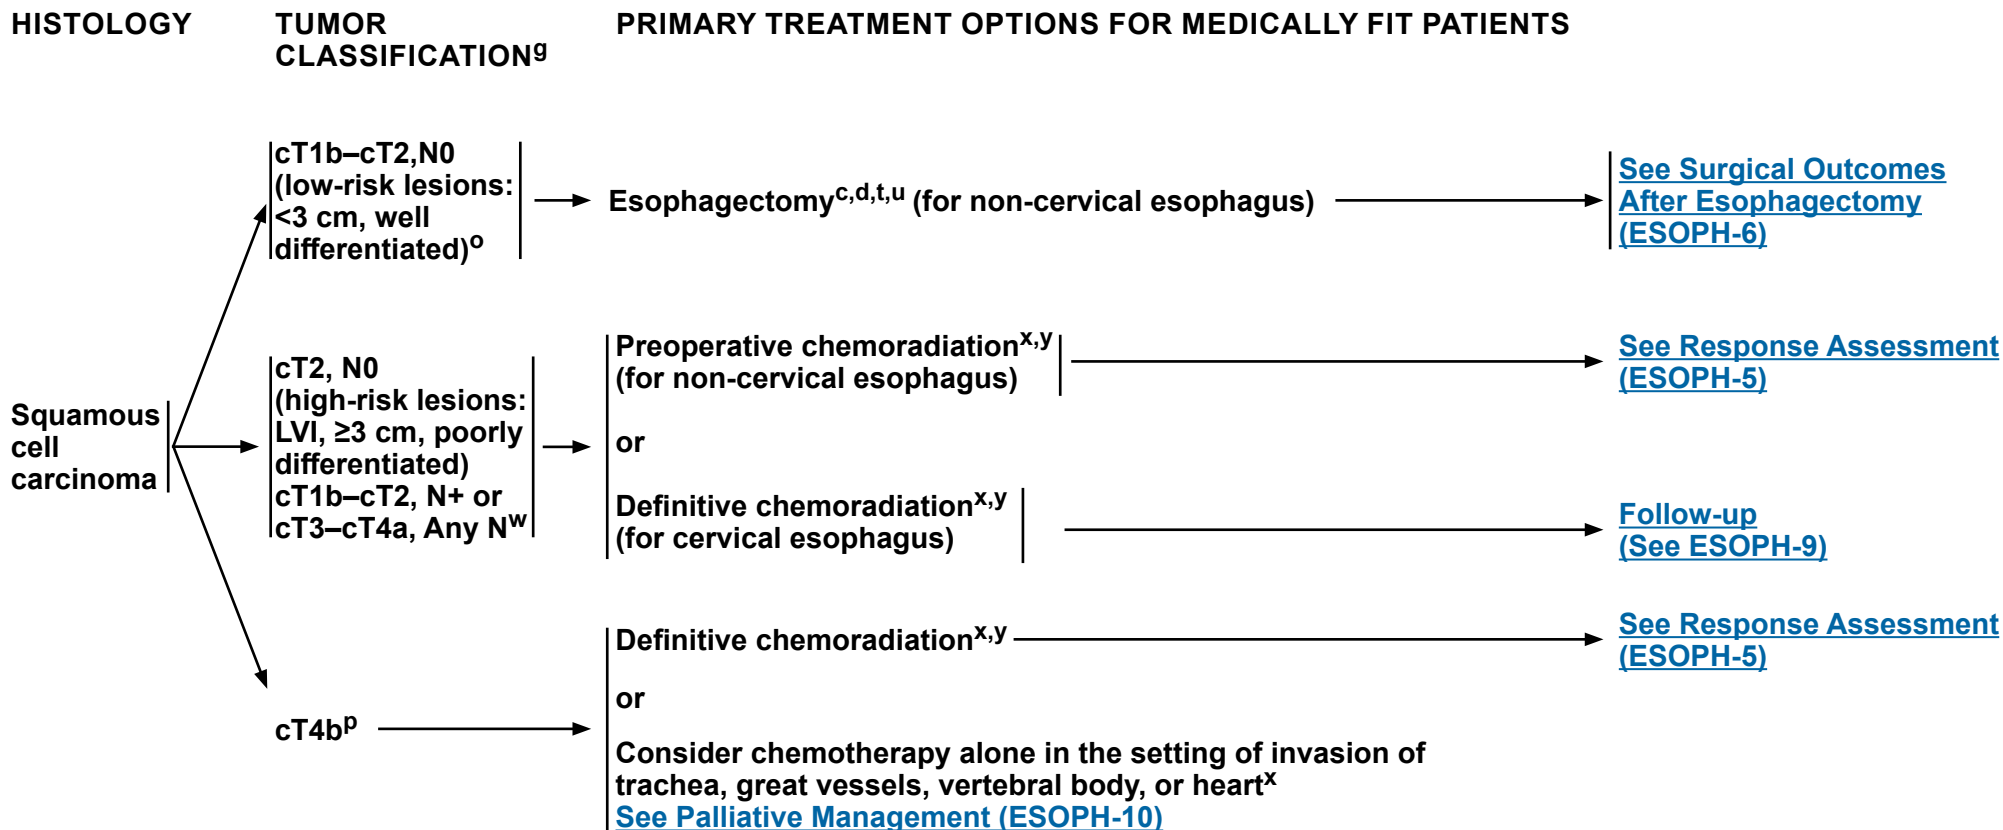 HISTOLOGY
TUMOR
CLASSIFICATIONg
PRIMARY TREATMENT OPTIONS FOR MEDICALLY FIT PATIENTS
Squamous
cell
carcinoma
cT1b–cT2,N0
(low-risk lesions:
<3 cm, well
differentiated)o
Esophagectomyc,d,t,u (for non-cervical esophagus)
See Surgical Outcomes
After Esophagectomy
(ESOPH-6)
cT2, N0
(high-risk lesions:
LVI, ≥3 cm, poorly
differentiated)
cT1b–cT2, N+ or
cT3–cT4a, Any Nw
Preoperative chemoradiationx,y
(for non-cervical esophagus)
See Response Assessment
(ESOPH-5)
or
Definitive chemoradiationx,y
(for cervical esophagus)
Follow-up
(See ESOPH-9)
cT4bp
Definitive chemoradiationx,y
See Response Assessment
(ESOPH-5)
or
Consider chemotherapy alone in the setting of invasion of
trachea, great vessels, vertebral body, or heartx
See Palliative Management (ESOPH-10)